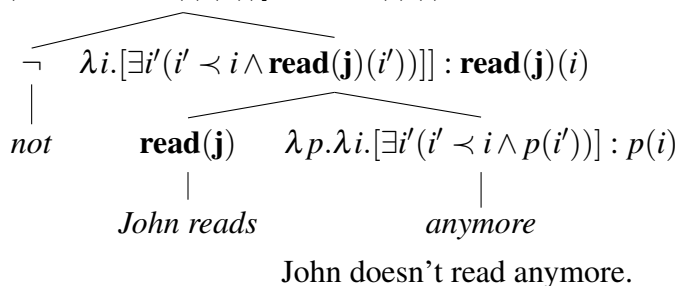 ¬ λi.[∃i′(i′ ≺ i ∧ read(j)(i′))]] : read(j)(i)
not read(j) λp.λi.[∃i′(i′ ≺ i ∧ p(i′))] : p(i)
John reads anymore
John doesn't read anymore.